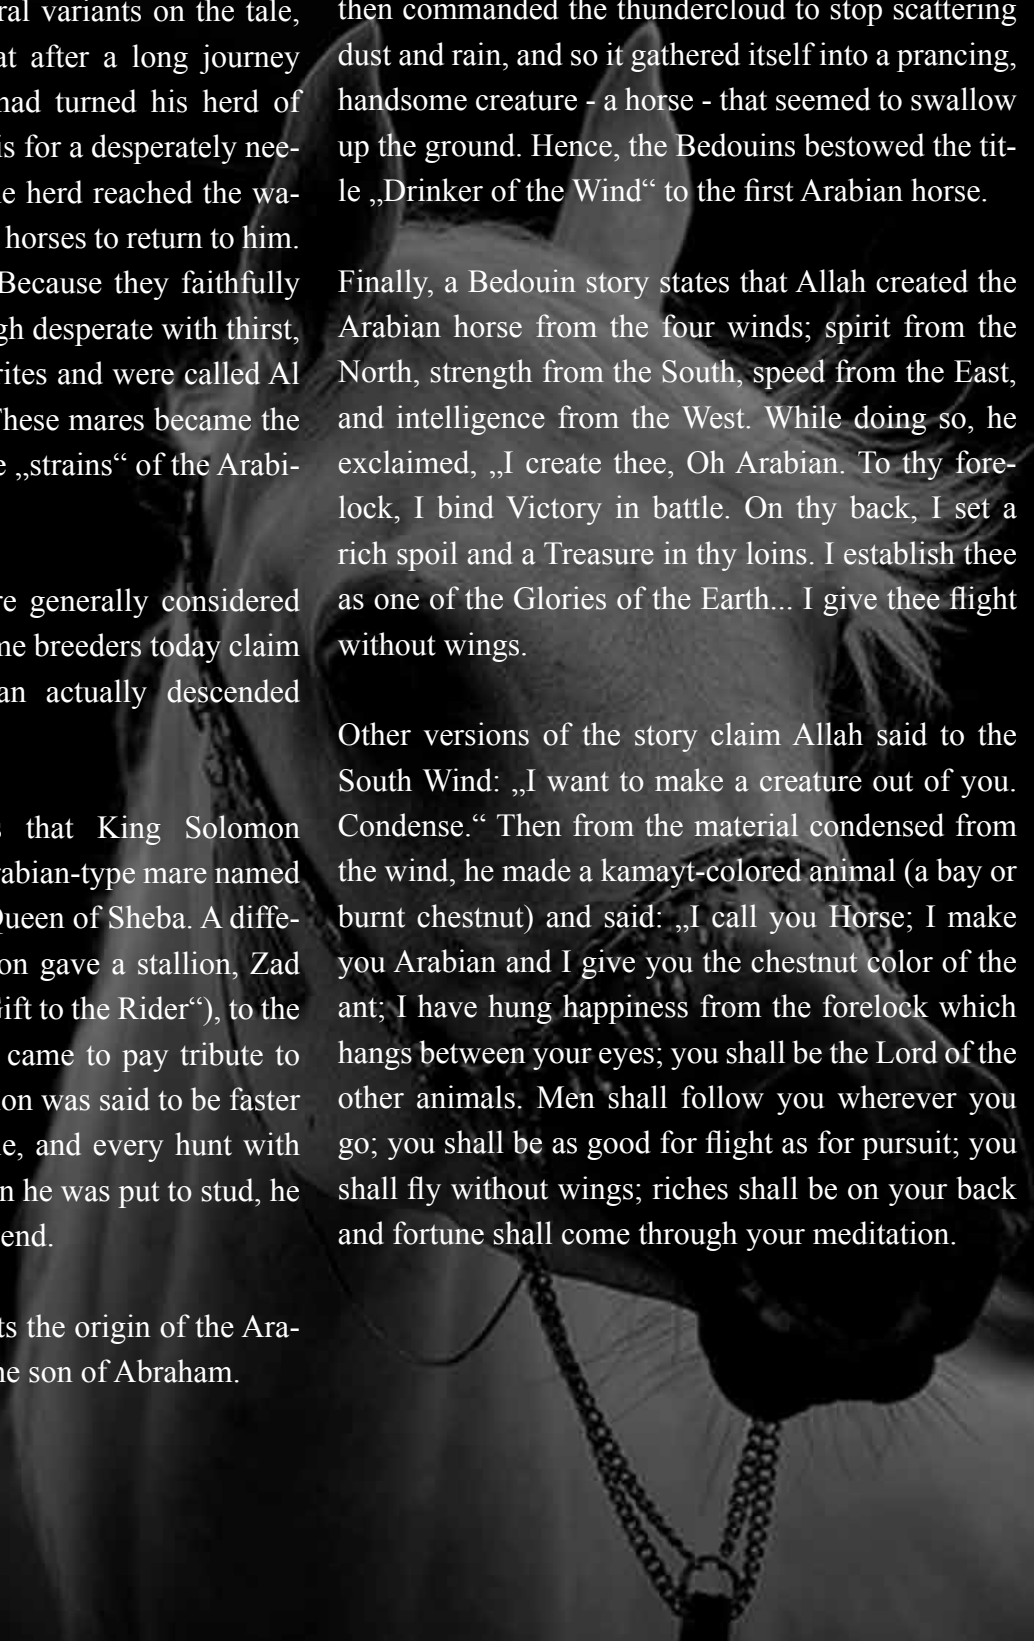 ral variants on the tale,
at after a long journey
had turned his herd of
is for a desperately nee-
e herd reached the wa-
horses to return to him.
Because they faithfully
gh desperate with thirst,
rites and were called Al
These mares became the
e „strains“ of the Arabi-
re generally considered
me breeders today claim
an actually descended
s that King Solomon
rabian-type mare named
Queen of Sheba. A diffe-
on gave a stallion, Zad
Gift to the Rider“), to the
came to pay tribute to
ion was said to be faster
le, and every hunt with
n he was put to stud, he
end.
ts the origin of the Ara-
he son of Abraham.
then commanded the thundercloud to stop scattering
dust and rain, and so it gathered itself into a prancing,
handsome creature - a horse - that seemed to swallow
up the ground. Hence, the Bedouins bestowed the tit-
le „Drinker of the Wind“ to the first Arabian horse.
Finally, a Bedouin story states that Allah created the
Arabian horse from the four winds; spirit from the
North, strength from the South, speed from the East,
and intelligence from the West. While doing so, he
exclaimed, „I create thee, Oh Arabian. To thy fore-
lock, I bind Victory in battle. On thy back, I set a
rich spoil and a Treasure in thy loins. I establish thee
as one of the Glories of the Earth... I give thee flight
without wings.
Other versions of the story claim Allah said to the
South Wind: „I want to make a creature out of you.
Condense.“ Then from the material condensed from
the wind, he made a kamayt-colored animal (a bay or
burnt chestnut) and said: „I call you Horse; I make
you Arabian and I give you the chestnut color of the
ant; I have hung happiness from the forelock which
hangs between your eyes; you shall be the Lord of the
other animals. Men shall follow you wherever you
go; you shall be as good for flight as for pursuit; you
shall fly without wings; riches shall be on your back
and fortune shall come through your meditation.